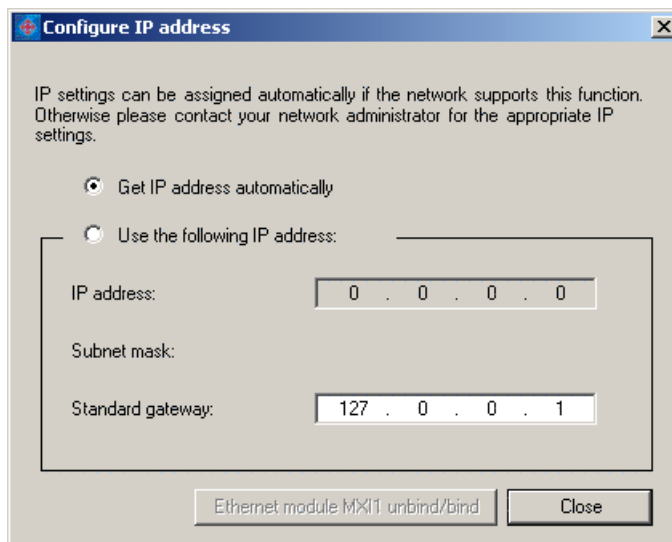 Configure IP address
IP settings can be assigned automatically if the network supports this function.
Otherwise please contact your network administrator for the appropriate IP
settings.
Get IP address automatically
Use the following IP address:
IP address: 0 . 0 . 0 . 0
Subnet mask:
Standard gateway: 127 . 0 . 0 . 1
Ethernet module MXI1 unbind/bind Close